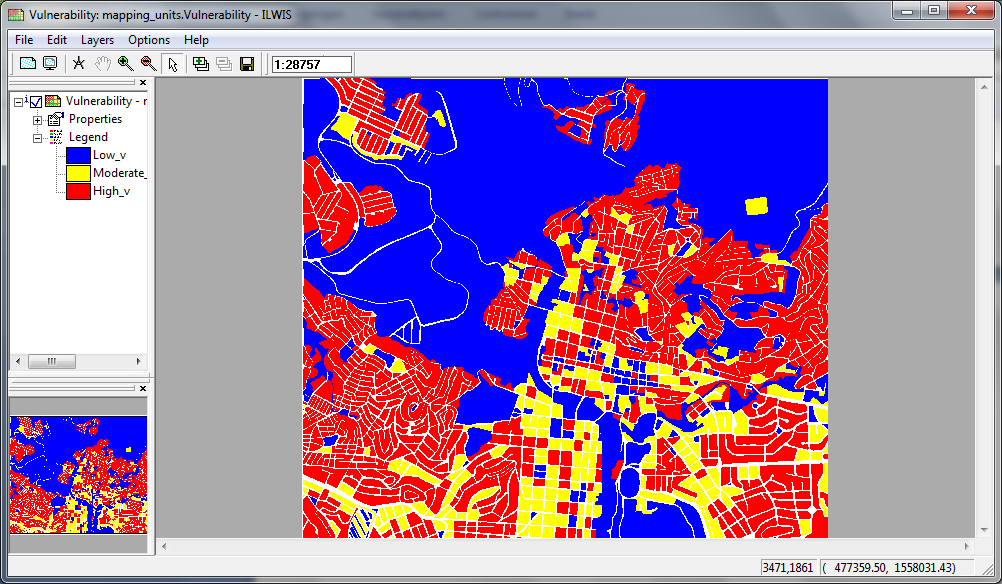 Vulnerability: mapping_units.Vulnerability - ILWIS
File Edit Layers Options Help
1:28757
Vulnerability - r
Properties
Legend
Low_v
Moderate_
High_v
3471,1861 ( 477359.50, 1558031.43)